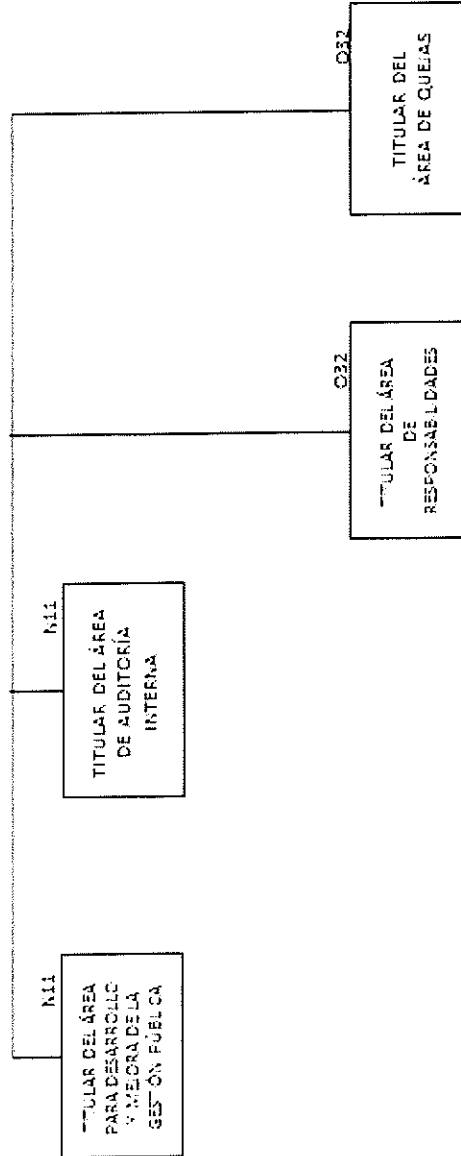 N11
TITULAR DEL ÁREA
PARA DESARROLLO
Y MEJORA DE LA
GESTIÓN PÚBLICA
N11
TITULAR DEL ÁREA
DE AUDITORÍA
INTERNA
O32
TITULAR DEL ÁREA
DE
RESPONSABILIDADES
O32
TITULAR DEL
ÁREA DE QUEJAS